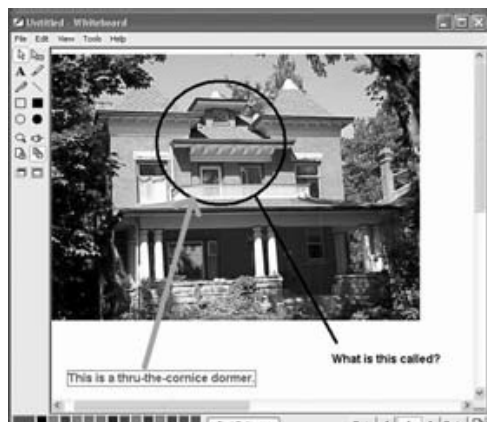 Untitled - Whiteboard
File Edit View Tools Help
A
What is this called?
This is a thru-the-cornice dormer.